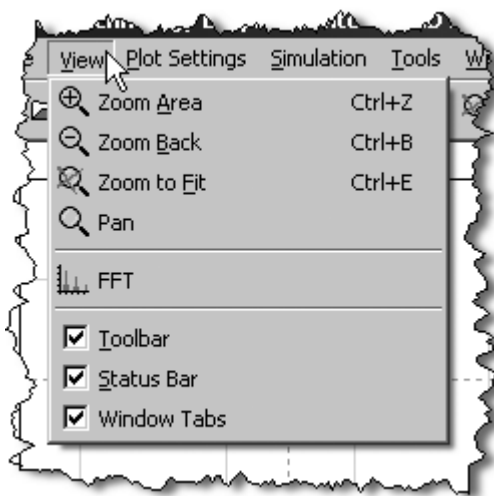 View Plot Settings Simulation Tools
Zoom Area Ctrl+Z
Zoom Back Ctrl+B
Zoom to Fit Ctrl+E
Pan
FFT
Toolbar
Status Bar
Window Tabs